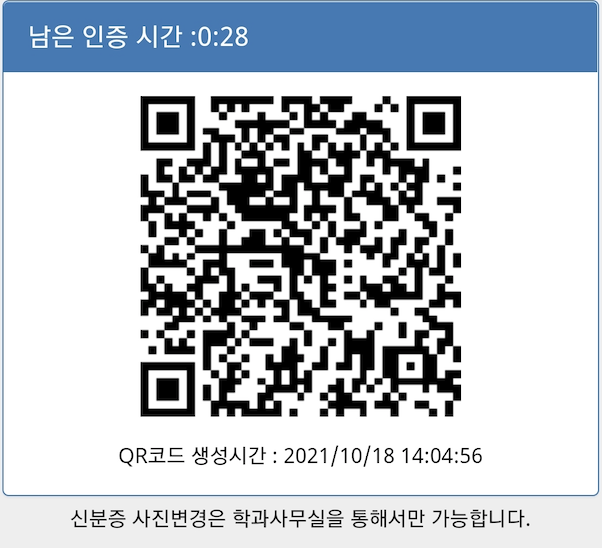 남은 인증 시간 :0:28
QR코드 생성시간 : 2021/10/18 14:04:56
신분증 사진변경은 학과사무실을 통해서만 가능합니다.